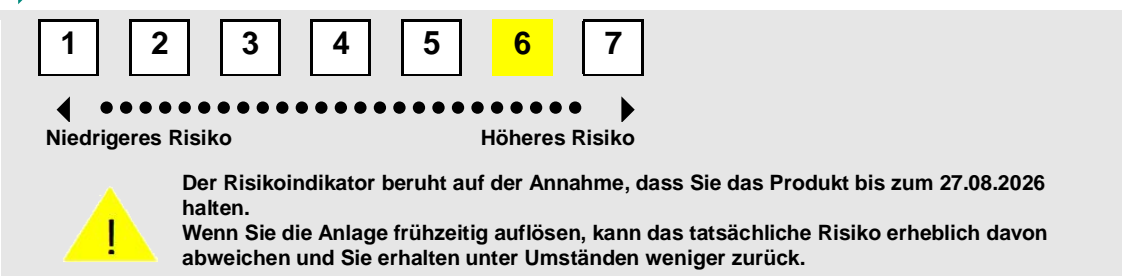 1 2 3 4 5 6 7
Niedrigeres Risiko Höheres Risiko
Der Risikoindikator beruht auf der Annahme, dass Sie das Produkt bis zum 27.08.2026
halten.
Wenn Sie die Anlage frühzeitig auflösen, kann das tatsächliche Risiko erheblich davon
abweichen und Sie erhalten unter Umständen weniger zurück.
!